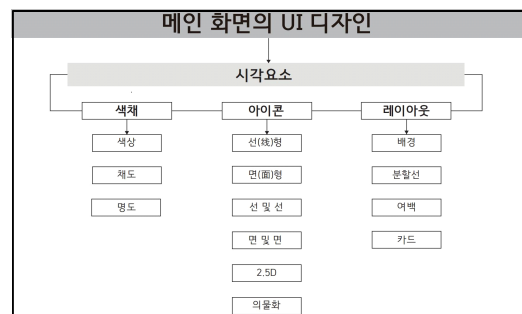 메인 화면의 UI 디자인
시각요소
색채 아이콘 레이아웃
색상 선(线)형 배경
채도 면(面)형 분할선
명도 선 및 선 여백
면 및 면 카드
2.5D
의물화